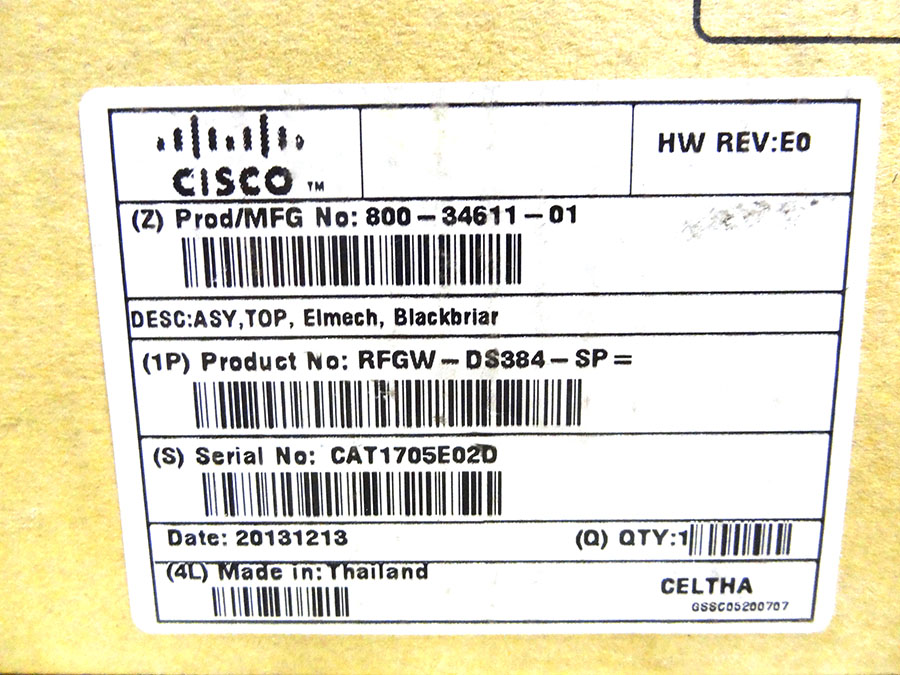 CISCO TM
HW REV:E0
(Z) Prod/MFG No: 800-34611-01
DESC:ASY,TOP, Elmech, Blackbriar
(1P) Product No: RFGW-DS384-SP=
(S) Serial No: CAT1705E02D
Date: 20131213
(Q) QTY:1
(4L) Made in: Thailand
CELTHA
GSSC05200707